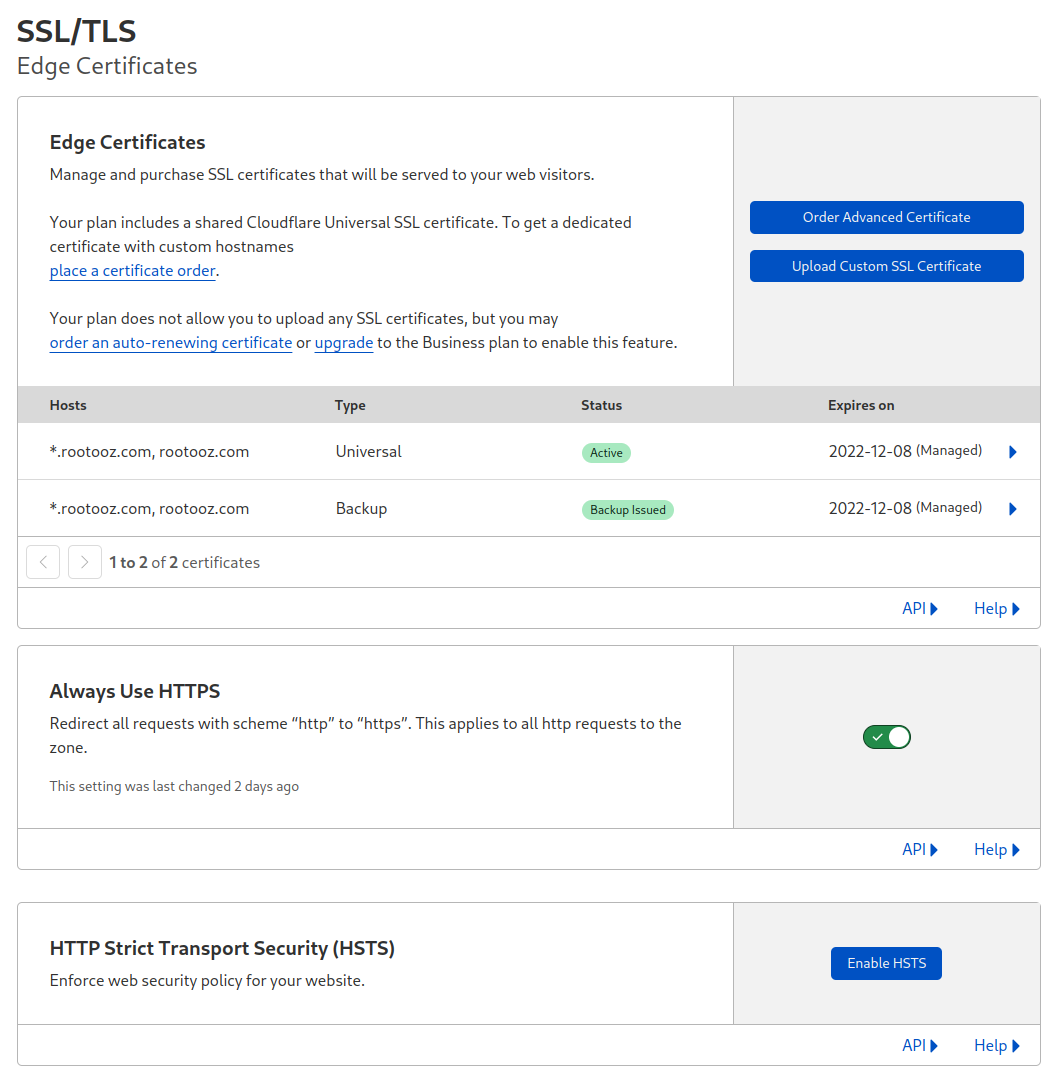 SSL/TLS
Edge Certificates
Edge Certificates
Manage and purchase SSL certificates that will be served to your web visitors.
Your plan includes a shared Cloudflare Universal SSL certificate. To get a dedicated
certificate with custom hostnames
place a certificate order.
Your plan does not allow you to upload any SSL certificates, but you may
order an auto-renewing certificate or upgrade to the Business plan to enable this feature.
Order Advanced Certificate
Upload Custom SSL Certificate
Hosts Type Status Expires on
*.rootooz.com, rootooz.com Universal Active 2022-12-08 (Managed)
*.rootooz.com, rootooz.com Backup Backup Issued 2022-12-08 (Managed)
1 to 2 of 2 certificates
API Help
Always Use HTTPS
Redirect all requests with scheme “http” to “https”. This applies to all http requests to the
zone.
This setting was last changed 2 days ago
API Help
HTTP Strict Transport Security (HSTS)
Enforce web security policy for your website.
Enable HSTS
API Help